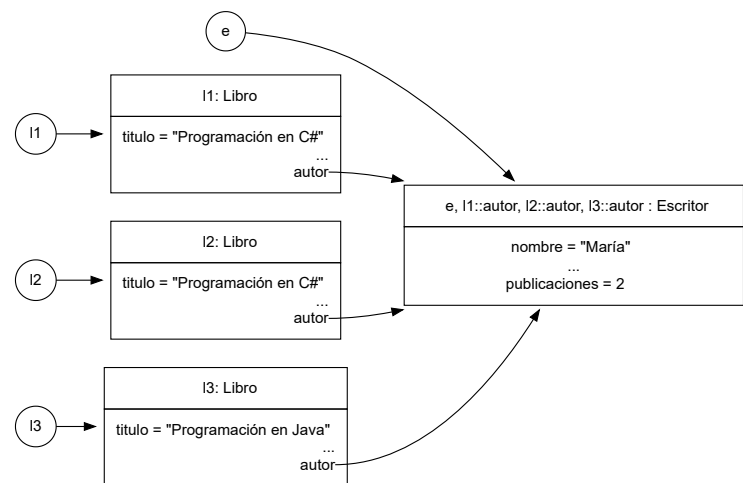 e
l1: Libro
l1
titulo = "Programación en C#"
...
autor
e, l1::autor, l2::autor, l3::autor : Escritor
nombre = "María"
...
publicaciones = 2
l2: Libro
l2
titulo = "Programación en C#"
...
autor
l3: Libro
l3
titulo = "Programación en Java"
...
autor